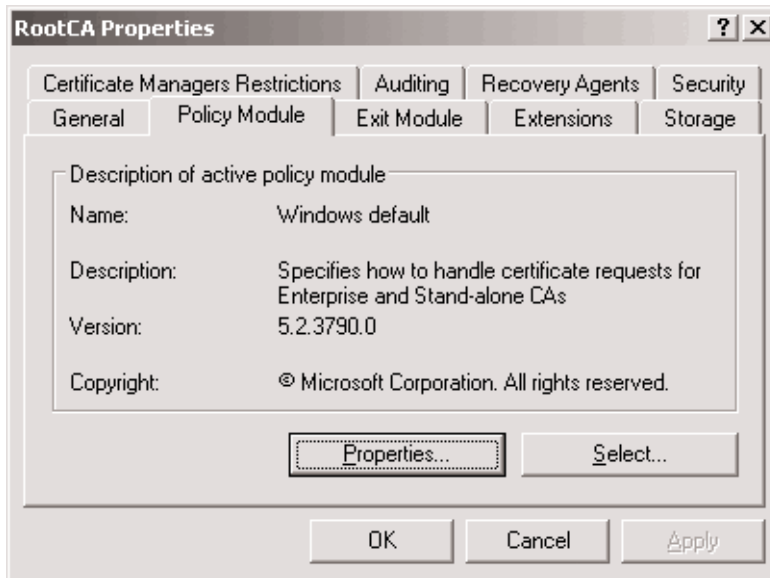 RootCA Properties
? X
Certificate Managers Restrictions Auditing Recovery Agents Security
General Policy Module Exit Module Extensions Storage
Description of active policy module
Name: Windows default
Description: Specifies how to handle certificate requests for
Enterprise and Stand-alone CAs
Version: 5.2.3790.0
Copyright: © Microsoft Corporation. All rights reserved.
Properties... Select...
OK Cancel Apply